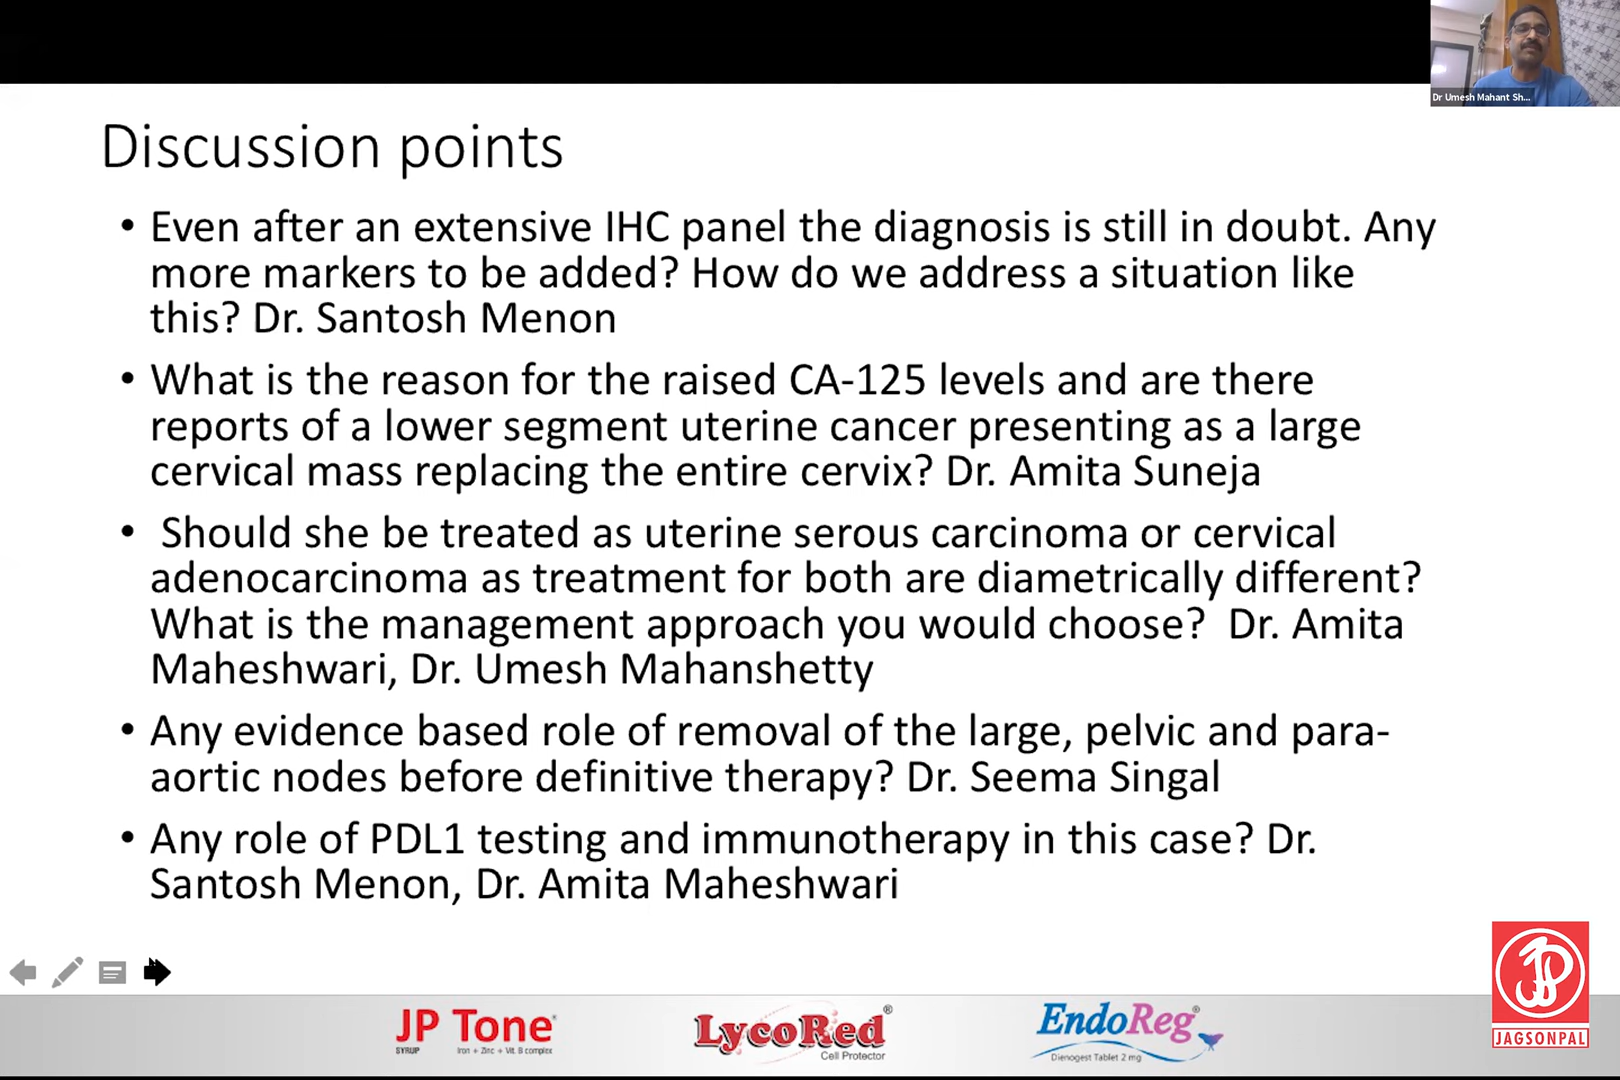 Dr Umesh Mahant Sh...
Discussion points
• Even after an extensive IHC panel the diagnosis is still in doubt. Any
more markers to be added? How do we address a situation like
this? Dr. Santosh Menon
• What is the reason for the raised CA-125 levels and are there
reports of a lower segment uterine cancer presenting as a large
cervical mass replacing the entire cervix? Dr. Amita Suneja
• Should she be treated as uterine serous carcinoma or cervical
adenocarcinoma as treatment for both are diametrically different?
What is the management approach you would choose? Dr. Amita
Maheshwari, Dr. Umesh Mahanshetty
• Any evidence based role of removal of the large, pelvic and para-
aortic nodes before definitive therapy? Dr. Seema Singal
• Any role of PDL1 testing and immunotherapy in this case? Dr.
Santosh Menon, Dr. Amita Maheshwari
JP Tone
SYRUP Iron + Zinc + Vit. B complex
LycoRed®
Cell Protector
EndoReg®
Dienogest Tablet 2 mg
JAGSONPAL